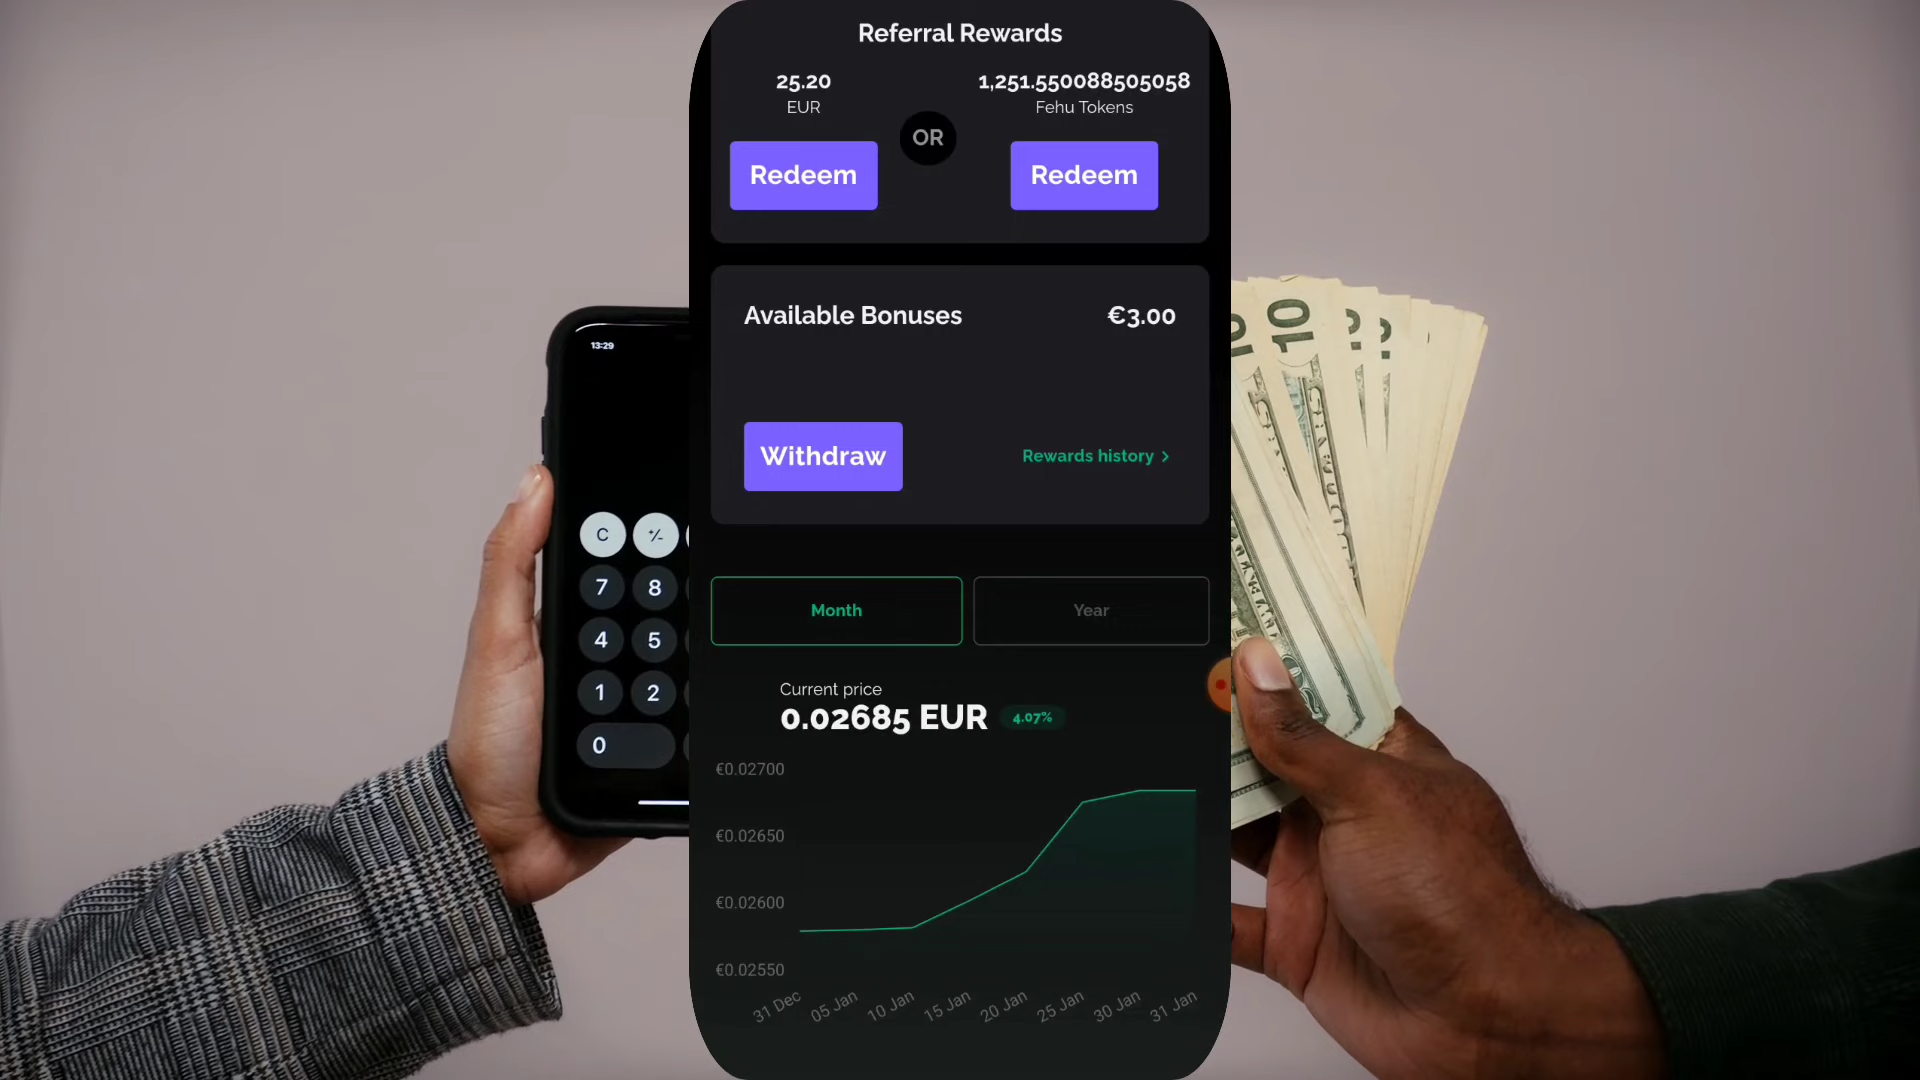 Referral Rewards
25.20
EUR
OR
1,251.550088505058
Fehu Tokens
Redeem
Redeem
Available Bonuses
€3.00
Withdraw
Rewards history >
Month
Year
Current price
0.02685 EUR
4.07%
€0.02700
€0.02650
€0.02600
€0.02550
31 Dec
05 Jan
10 Jan
15 Jan
20 Jan
25 Jan
30 Jan
31 Jan
13:29
C +/-
7 8
4 5
1 2
0
10
10